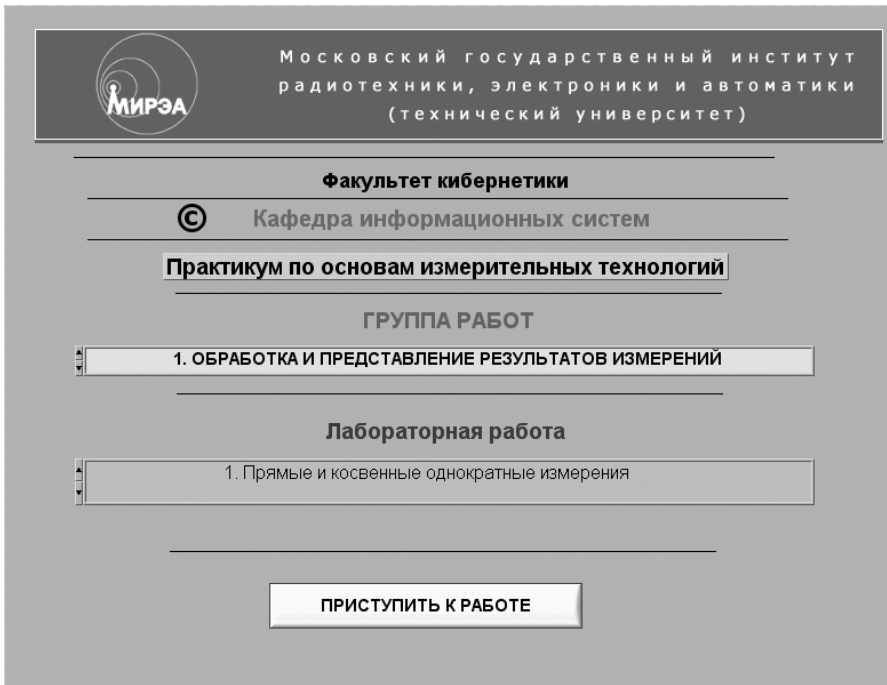 МИРЭА
Московский государственный институт
радиотехники, электроники и автоматики
(технический университет)
Факультет кибернетики
© Кафедра информационных систем
Практикум по основам измерительных технологий
ГРУППА РАБОТ
1. ОБРАБОТКА И ПРЕДСТАВЛЕНИЕ РЕЗУЛЬТАТОВ ИЗМЕРЕНИЙ
Лабораторная работа
1. Прямые и косвенные однократные измерения
ПРИСТУПИТЬ К РАБОТЕ